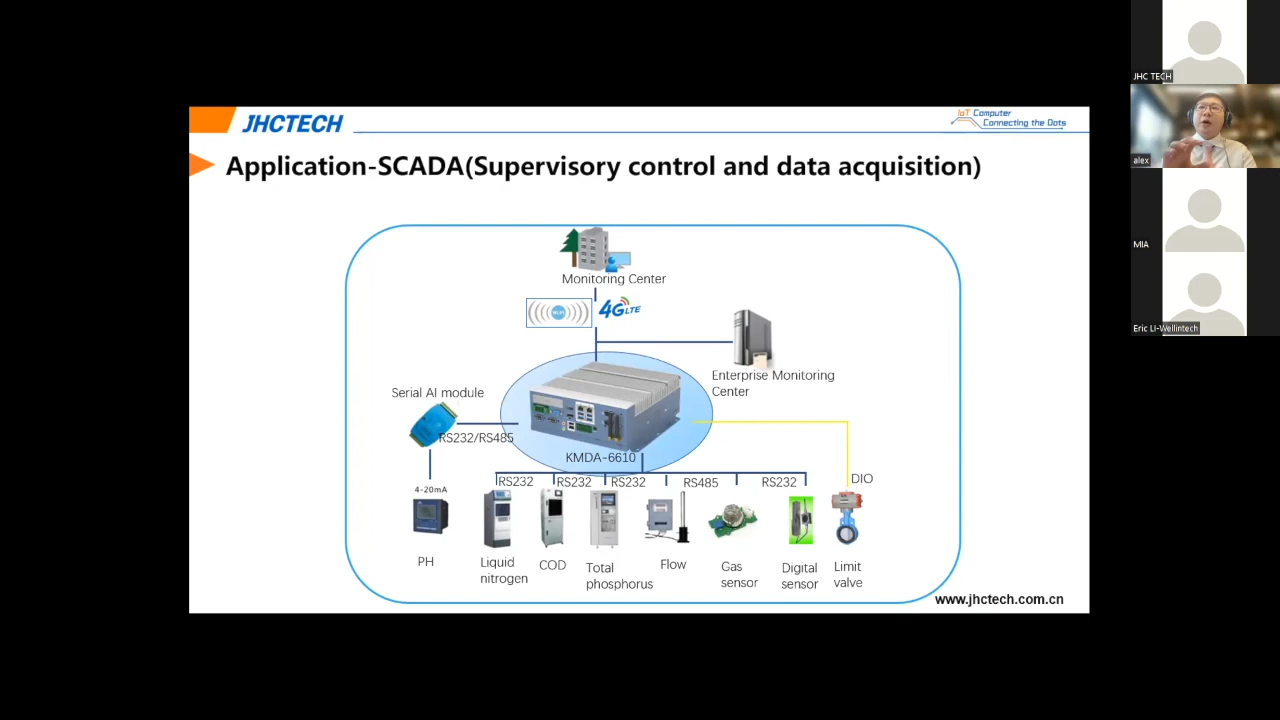 JHCTECH
IoT Computer
Connecting the Dots
Application-SCADA(Supervisory control and data acquisition)
Monitoring Center
4G LTE
Enterprise Monitoring
Center
Serial AI module
RS232/RS485
KMDA-6610
4-20mA
RS232
RS232
RS232
RS485
RS232
DIO
PH
Liquid
nitrogen
COD
Total
phosphorus
Flow
Gas
sensor
Digital
sensor
Limit
valve
www.jhctech.com.cn
JHC TECH
alex
MIA
Eric LI-Wellintech